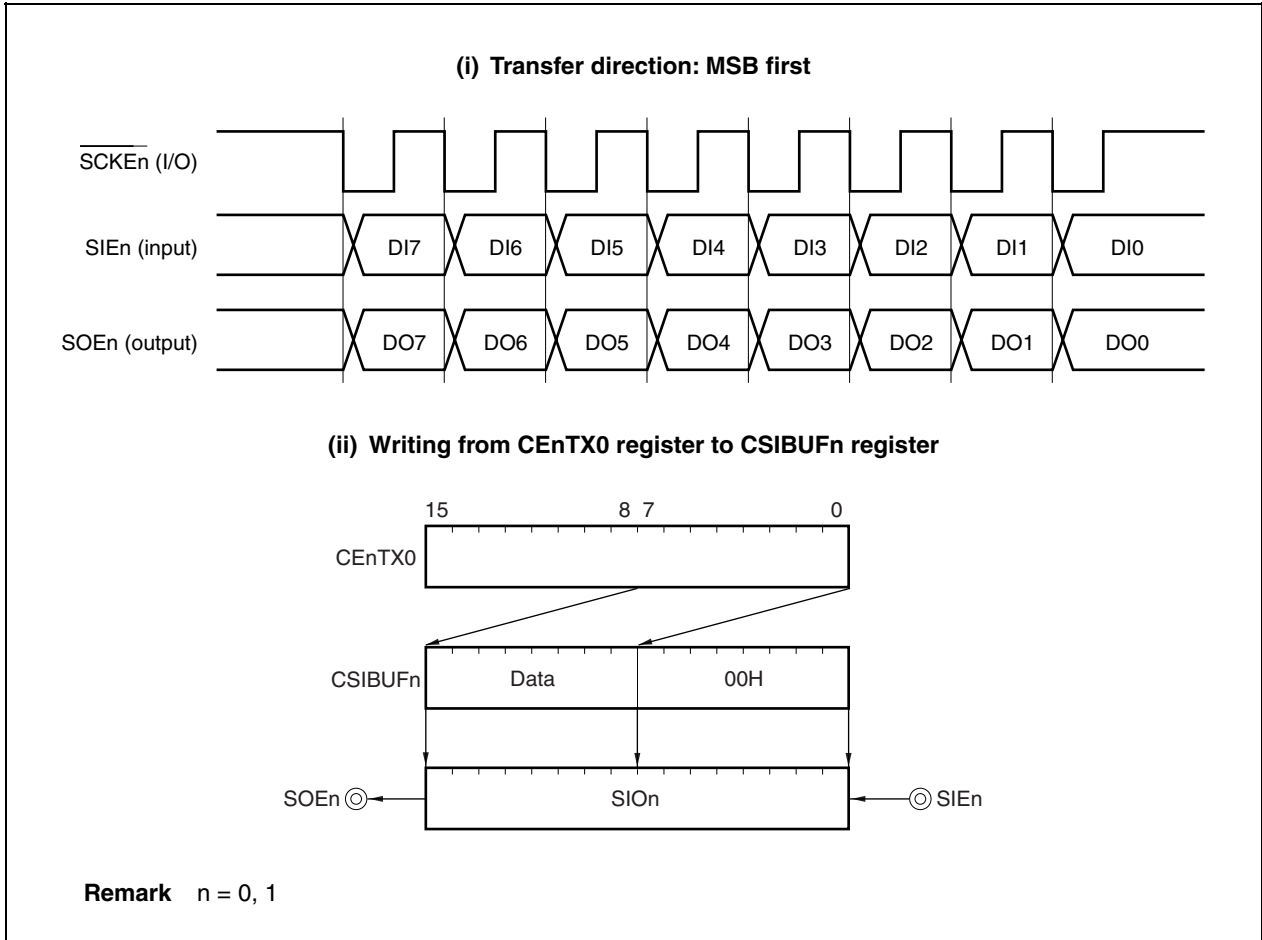 (i) Transfer direction: MSB first
SCKEn (I/O)
SIEn (input) DI7 DI6 DI5 DI4 DI3 DI2 DI1 DI0
SOEn (output) DO7 DO6 DO5 DO4 DO3 DO2 DO1 DO0
(ii) Writing from CEnTX0 register to CSIBUFn register
15 8 7 0
CEnTX0
CSIBUFn Data 00H
SOEn SIOn SIEn
Remark n = 0, 1